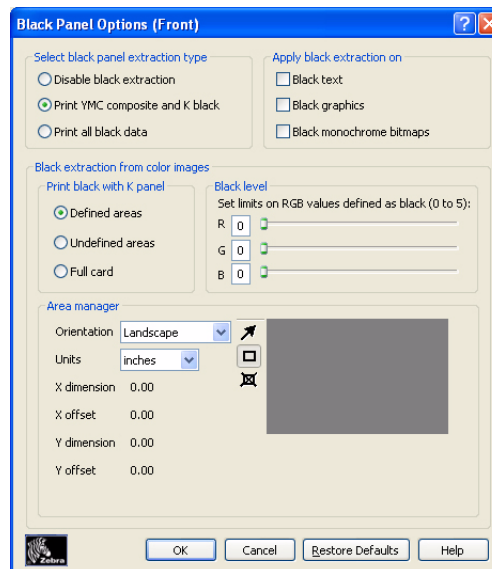 Black Panel Options (Front)
Select black panel extraction type
Disable black extraction
Print YMC composite and K black
Print all black data
Apply black extraction on
Black text
Black graphics
Black monochrome bitmaps
Black extraction from color images
Print black with K panel
Defined areas
Undefined areas
Full card
Black level
Set limits on RGB values defined as black (0 to 5):
R 0
G 0
B 0
Area manager
Orientation Landscape
Units inches
X dimension 0.00
X offset 0.00
Y dimension 0.00
Y offset 0.00
Zebra
OK Cancel Restore Defaults Help